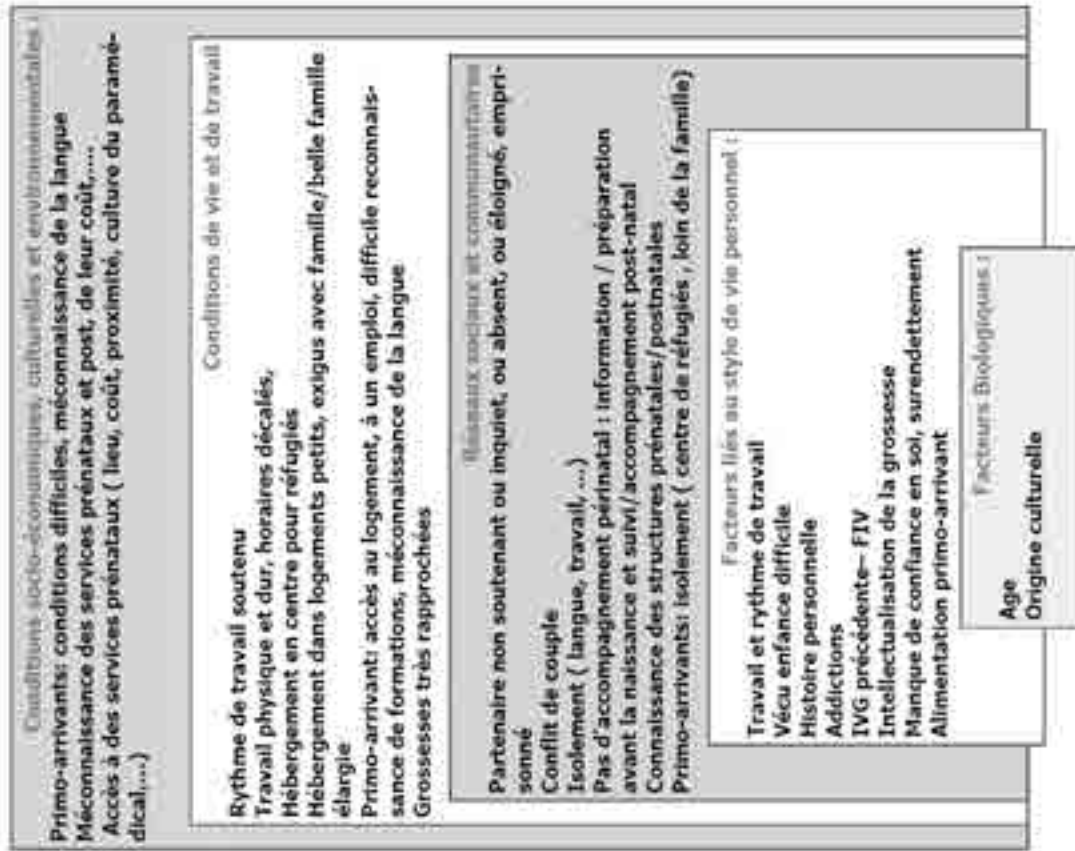 Conditions socio-économiques, culturelles et environnementales :
Primo-arrivants: conditions difficiles, méconnaissance de la langue
Méconnaissance des services prénataux et post, de leur coût,....
Accès à des services prénataux ( lieu, coût, proximité, culture du paramé-
dical,...)
Conditions de vie et de travail
Rythme de travail soutenu
Travail physique et dur, horaires décalés,
Hébergement en centre pour réfugiés
Hébergement dans logements petits, exigus avec famille/belle famille
élargie
Primo-arrivant: accès au logement, à un emploi, difficile reconnais-
sance de formations, méconnaissance de la langue
Grossesses très rapprochées
Réseaux sociaux et communautaires
Partenaire non soutenant ou inquiet, ou absent, ou éloigné, empri-
sonné
Conflit de couple
Isolement ( langue, travail, ...)
Pas d'accompagnement périnatal : information / préparation
avant la naissance et suivi/accompagnement post-natal
Connaissance des structures prénatales/postnatales
Primo-arrivants: isolement ( centre de réfugiés , loin de la famille)
Facteurs liés au style de vie personnel :
Travail et rythme de travail
Vécu enfance difficile
Histoire personnelle
Addictions
IVG précédente– FIV
Intellectualisation de la grossesse
Manque de confiance en soi, surendettement
Alimentation primo-arrivant
Facteurs Biologiques :
Age
Origine culturelle